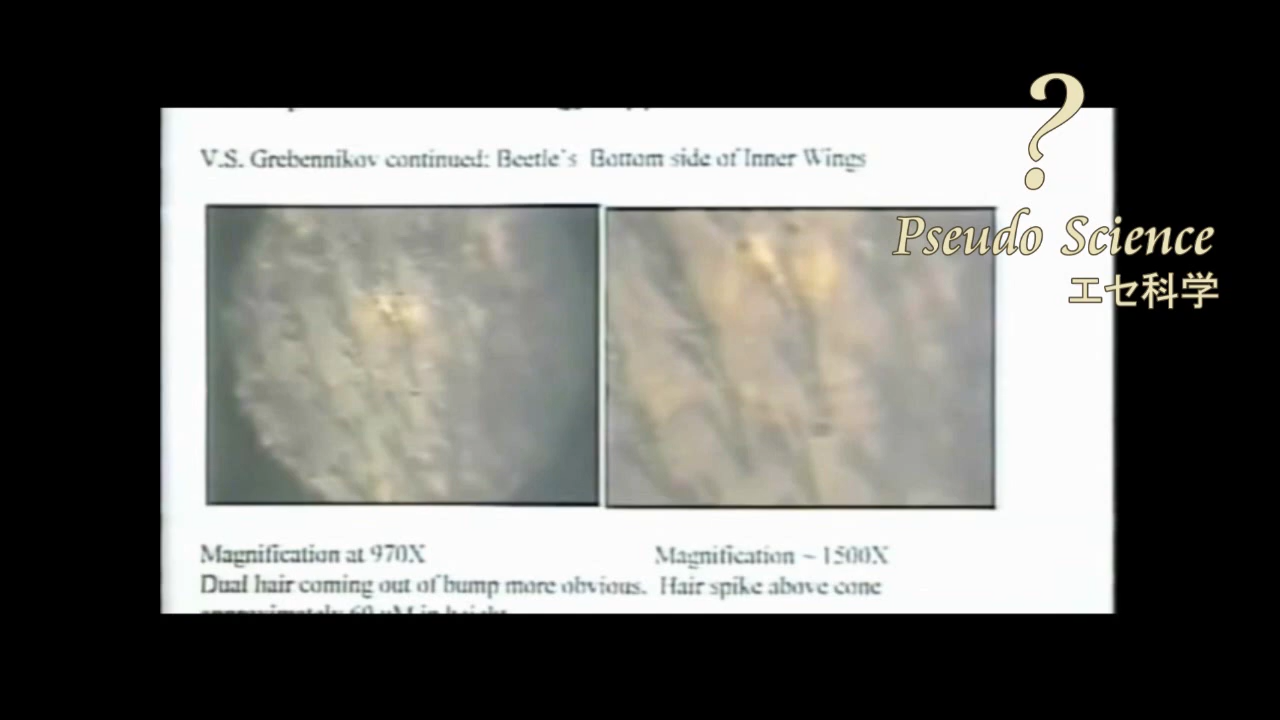 ?
Pseudo Science
エセ科学
V.S. Grebennikov continued: Beetle's Bottom side of Inner Wings
Magnification at 970X
Magnification ~ 1500X
Dual hair coming out of bump more obvious. Hair spike above cone